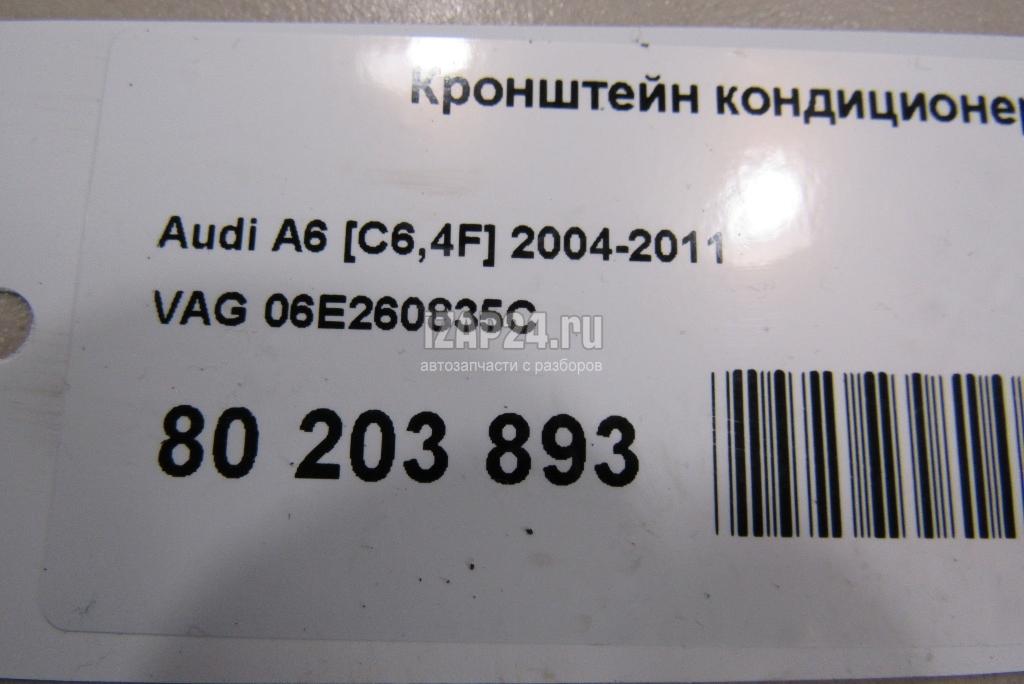 Кронштейн кондиционер
Audi A6 [C6,4F] 2004-2011
VAG 06E260835C
iZAP24.ru
автозапчасти с разборов
80 203 893